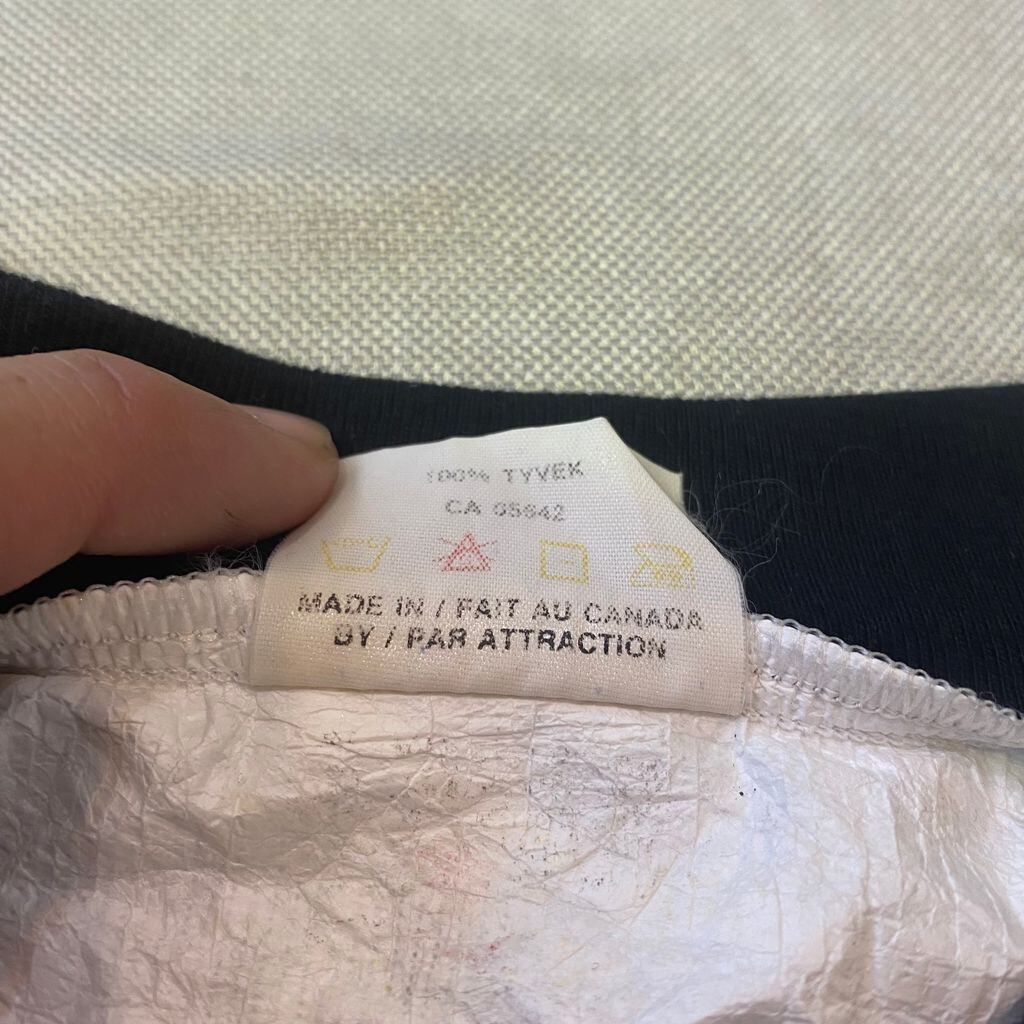 100% TYVEK
CA 05642
MADE IN / FAIT AU CANADA
BY / PAR ATTRACTION